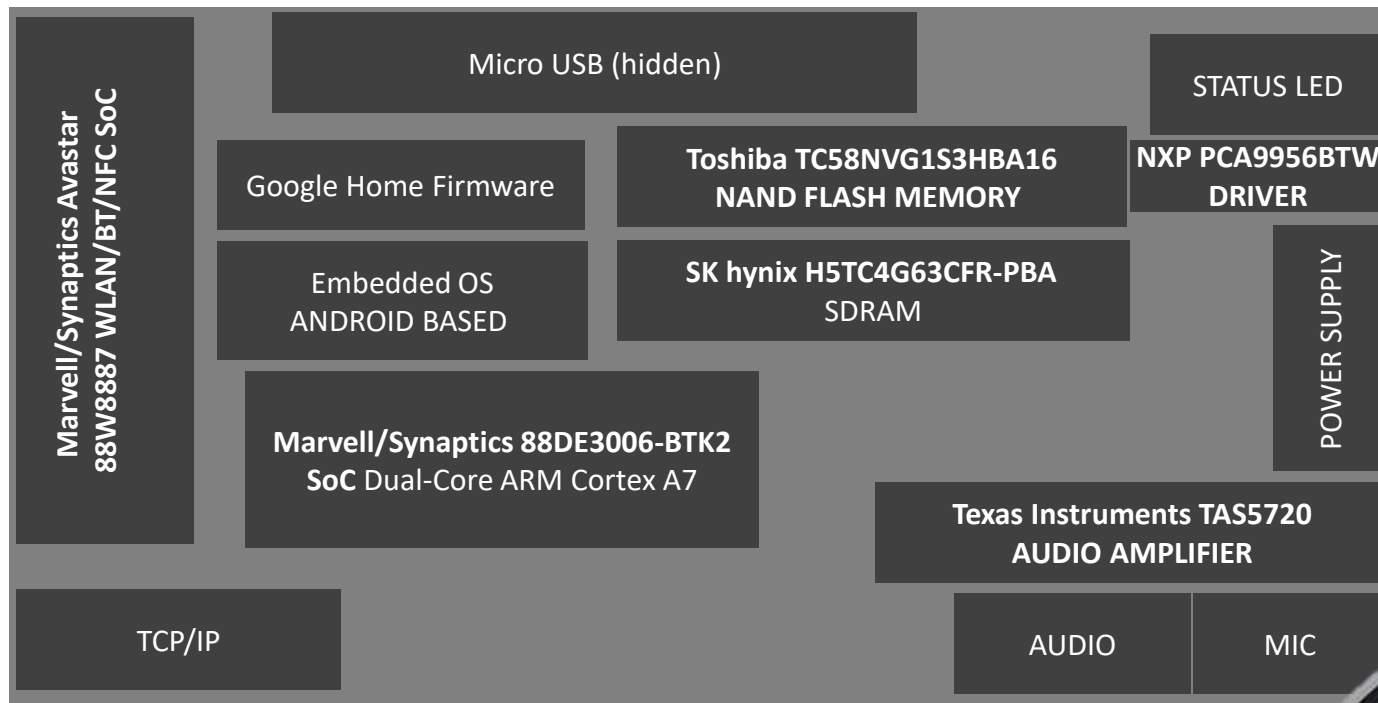 Micro USB (hidden)
STATUS LED
Marvell/Synaptics Avastar
88W8887 WLAN/BT/NFC SoC
Google Home Firmware
Toshiba TC58NVG1S3HBA16
NAND FLASH MEMORY
NXP PCA9956BTW
DRIVER
Embedded OS
ANDROID BASED
SK hynix H5TC4G63CFR-PBA
SDRAM
POWER SUPPLY
Marvell/Synaptics 88DE3006-BTK2
SoC Dual-Core ARM Cortex A7
Texas Instruments TAS5720
AUDIO AMPLIFIER
TCP/IP
AUDIO
MIC